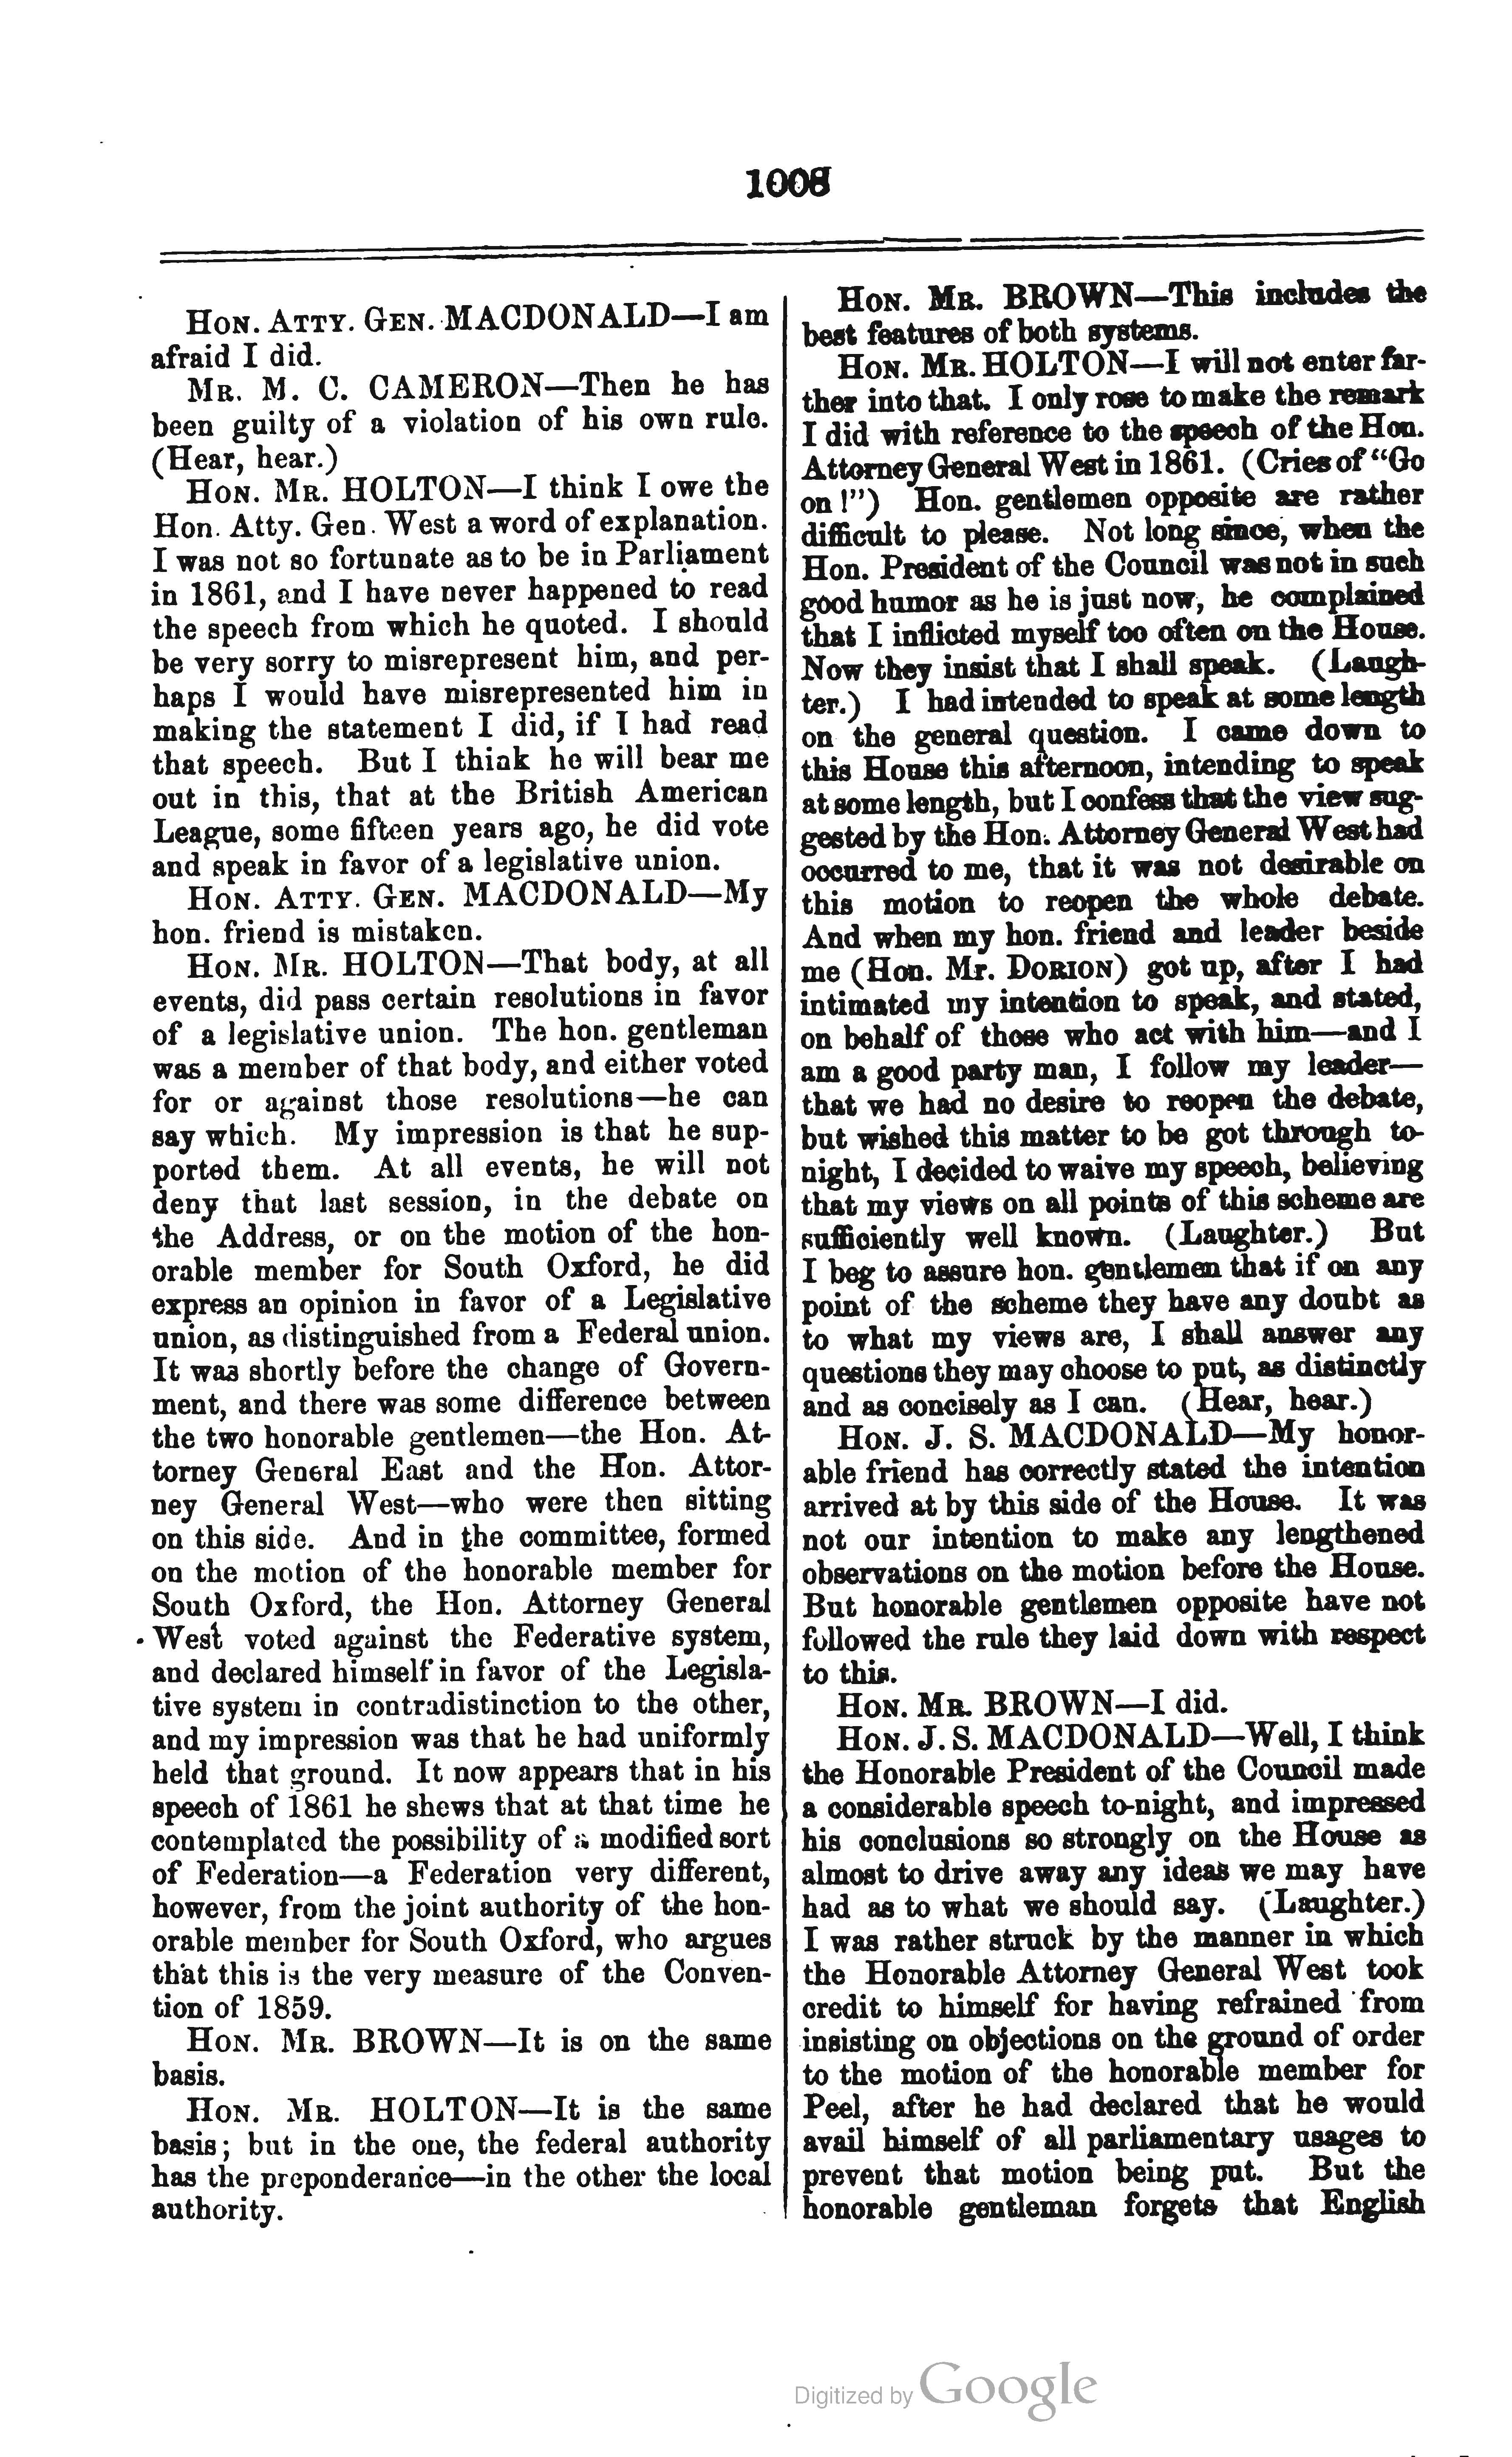 1008
HON. ATTY. GEN. MACDONALD—I am
afraid I did.
MR. M. C. CAMERON—Then he has
been guilty of a violation of his own rule.
(Hear, hear.)
HON. MR. HOLTON—I think I owe the
Hon. Atty. Gen. West a word of explanation.
I was not so fortunate as to be in Parliament
in 1861, and I have never happened to read
the speech from which he quoted. I should
be very sorry to misrepresent him, and per-
haps I would have misrepresented him in
making the statement I did, if I had read
that speech. But I think he will bear me
out in this, that at the British American
League, some fifteen years ago, he did vote
and speak in favor of a legislative union.
HON. ATTY. GEN. MACDONALD—My
hon. friend is mistaken.
HON. MR. HOLTON—That body, at all
events, did pass certain resolutions in favor
of a legislative union. The hon. gentleman
was a member of that body, and either voted
for or against those resolutions—he can
say which. My impression is that he sup-
ported them. At all events, he will not
deny that last session, in the debate on
the Address, or on the motion of the hon-
orable member for South Oxford, he did
express an opinion in favor of a Legislative
union, as distinguished from a Federal union.
It was shortly before the change of Govern-
ment, and there was some difference between
the two honorable gentlemen—the Hon. At-
torney General East and the Hon. Attor-
ney General West—who were then sitting
on this side. And in the committee, formed
on the motion of the honorable member for
South Oxford, the Hon. Attorney General
West voted against the Federative system,
and declared himself in favor of the Legisla-
tive system in contradistinction to the other,
and my impression was that he had uniformly
held that ground. It now appears that in his
speech of 1861 he shews that at that time he
contemplated the possibility of a modified sort
of Federation—a Federation very different,
however, from the joint authority of the hon-
orable member for South Oxford, who argues
that this is the very measure of the Conven-
tion of 1859.
HON. MR. BROWN—It is on the same
basis.
HON. MR. HOLTON—It is the same
basis; but in the one, the federal authority
has the preponderance—in the other the local
authority.
HON. MR. BROWN—This includes the
best features of both systems.
HON. MR. HOLTON—I will not enter far-
ther into that. I only rose to make the remark
I did with reference to the speech of the Hon.
Attorney General West in 1861. (Cries of "Go
on!") Hon. gentlemen opposite are rather
difficult to please. Not long since, when the
Hon. President of the Council was not in such
good humor as he is just now, he complained
that I inflicted myself too often on the House.
Now they insist that I shall speak. (Laugh-
ter.) I had intended to speak at some length
on the general question. I came down to
this House this afternoon, intending to speak
at some length, but I confess that the view sug-
gested by the Hon. Attorney General West had
occurred to me, that it was not desirable on
this motion to reopen the whole debate.
And when my hon. friend and leader beside
me (Hon. Mr. DORION) got up, after I had
intimated my intention to speak, and stated,
on behalf of those who act with him—and I
am a good party man, I follow my leader—
that we had no desire to reopen the debate,
but wished this matter to be got through to-
night, I decided to waive my speech, believing
that my views on all points of this scheme are
sufficiently well known. (Laughter.) But
I beg to assure hon. gentlemen that if on any
point of the scheme they have any doubt as
to what my views are, I shall answer any
questions they may choose to put, as distinctly
and as concisely as I can. (Hear, hear.)
HON. J. S. MACDONALD—My honor-
able friend has correctly stated the intention
arrived at by this side of the House. It was
not our intention to make any lengthened
observations on the motion before the House.
But honorable gentlemen opposite have not
followed the rule they laid down with respect
to this.
HON. MR. BROWN—I did.
HON. J. S. MACDONALD—Well, I think
the Honorable President of the Council made
a considerable speech to-night, and impressed
his conclusions so strongly on the House as
almost to drive away any ideas we may have
had as to what we should say. (Laughter.)
I was rather struck by the manner in which
the Honorable Attorney General West took
credit to himself for having refrained from
insisting on objections on the ground of order
to the motion of the honorable member for
Peel, after he had declared that he would
avail himself of all parliamentary usages to
prevent that motion being put. But the
honorable gentleman forgets that English
Digitized by Google